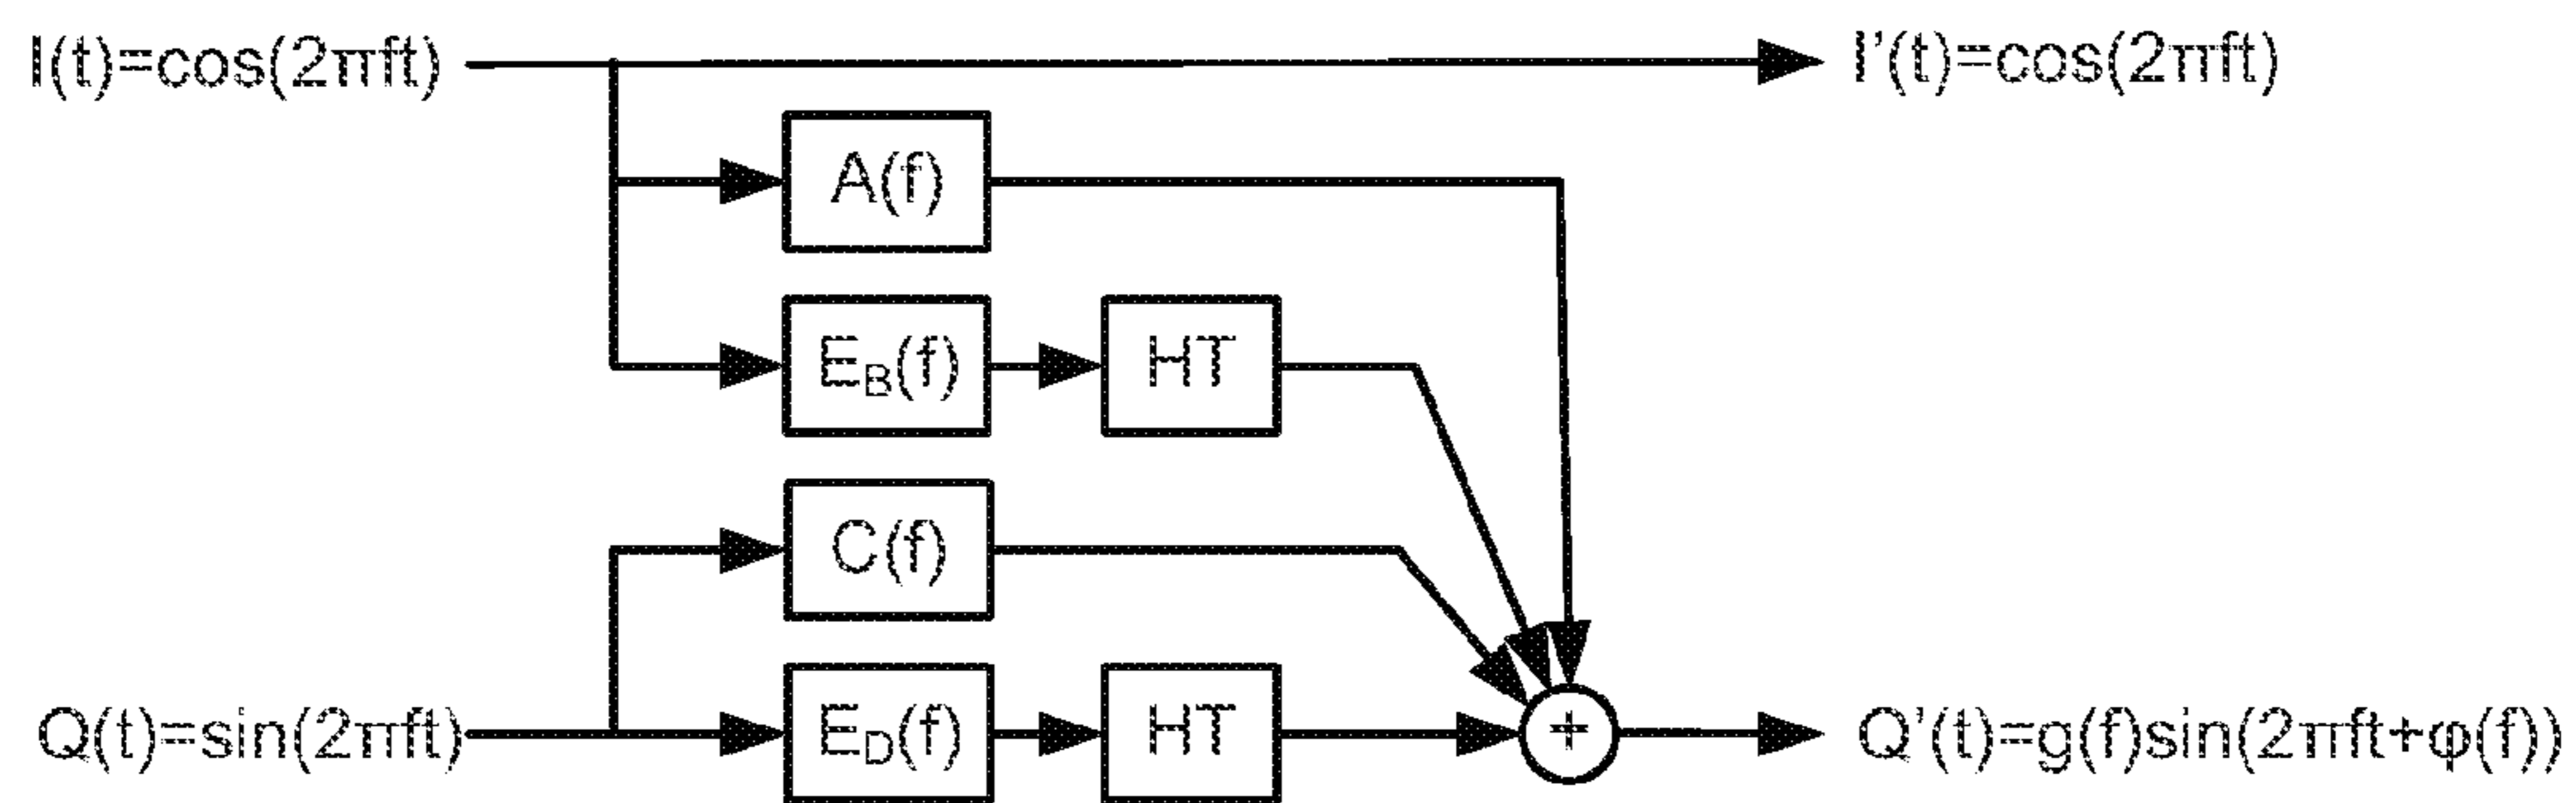 I(t)=cos(2πft)
I’(t)=cos(2πft)
A(f)
E_B(f)
HT
C(f)
Q(t)=sin(2πft)
E_D(f)
HT
+
Q’(t)=g(f)sin(2πft+φ(f))